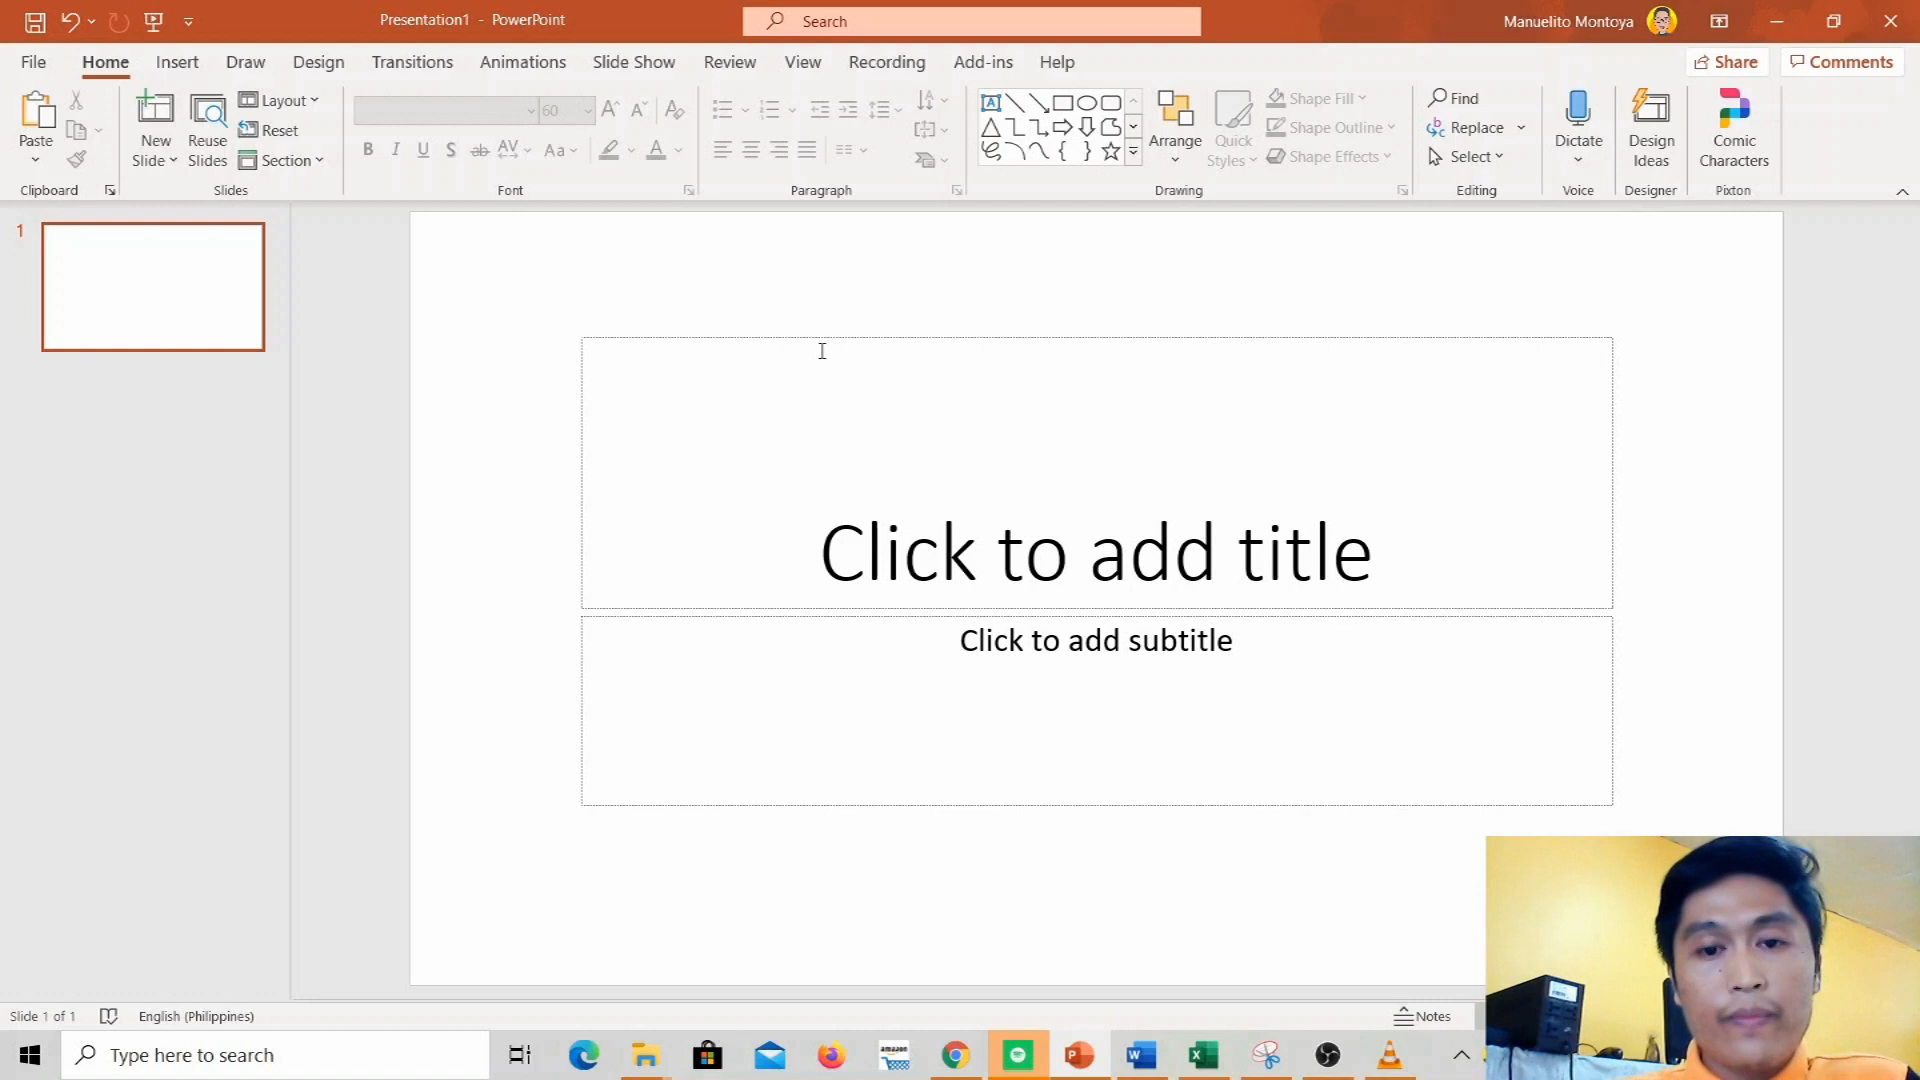 Presentation1 - PowerPoint
Search
Manuelito Montoya
File Home Insert Draw Design Transitions Animations Slide Show Review View Recording Add-ins Help
Share Comments
Paste
New Slide
Reuse Slides
Layout
Reset
Section
60
B I U S ab AV Aa A
Arrange
Quick Styles
Shape Fill
Shape Outline
Shape Effects
Find
Replace
Select
Dictate
Design Ideas
Comic Characters
Clipboard Slides Font Paragraph Drawing Editing Voice Designer Pixton
1
Click to add title
Click to add subtitle
Slide 1 of 1 English (Philippines) Notes
Type here to search
amazon